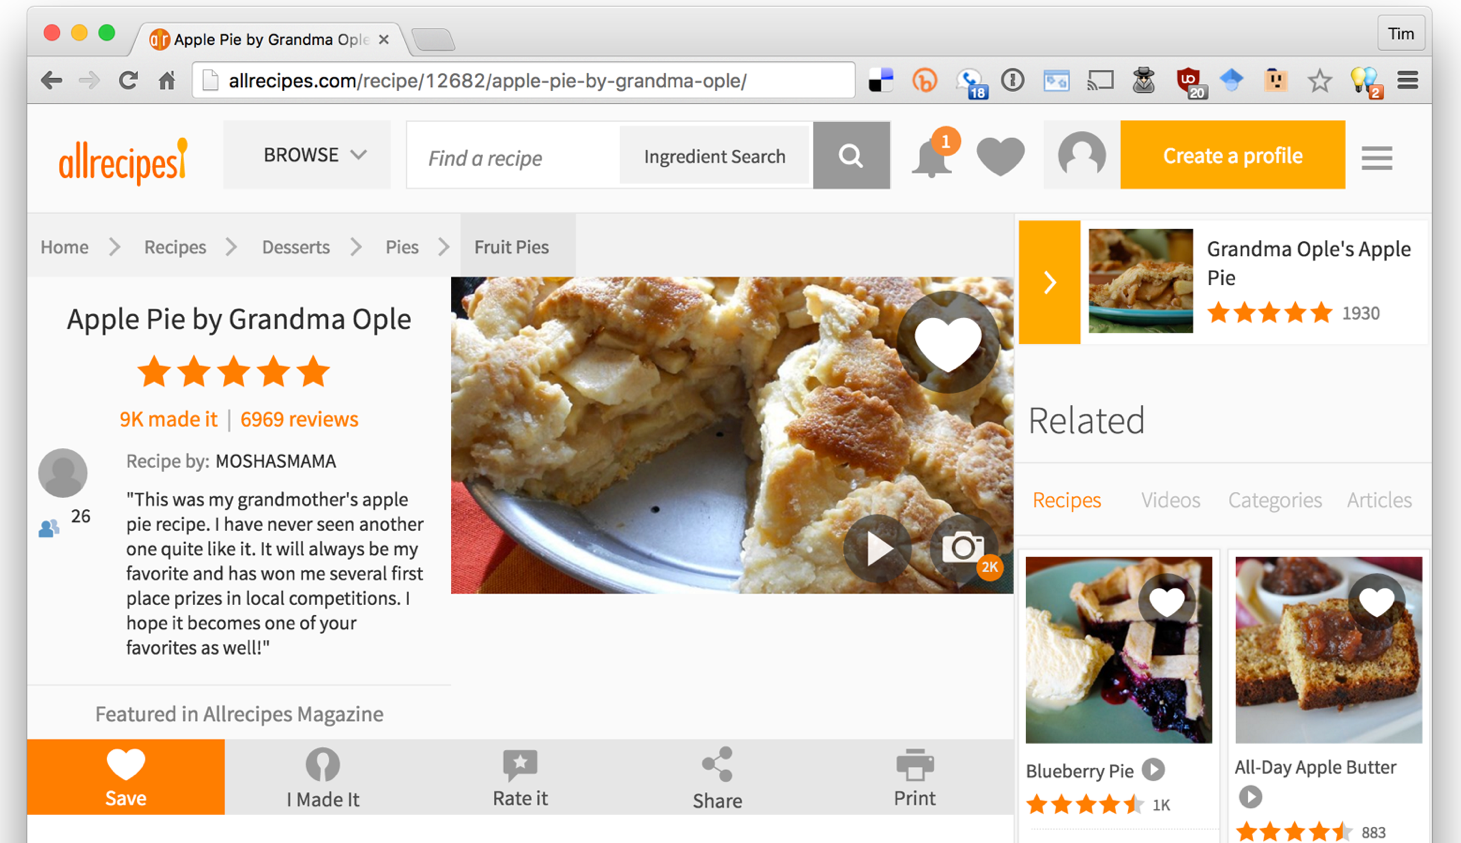 Apple Pie by Grandma Ople
Tim
allrecipes.com/recipe/12682/apple-pie-by-grandma-ople/
18
20
2
allrecipes
BROWSE
Find a recipe
Ingredient Search
1
Create a profile
Home
Recipes
Desserts
Pies
Fruit Pies
Apple Pie by Grandma Ople
9K made it | 6969 reviews
Recipe by: MOSHASMAMA
26
"This was my grandmother's apple
pie recipe. I have never seen another
one quite like it. It will always be my
favorite and has won me several first
place prizes in local competitions. I
hope it becomes one of your
favorites as well!"
Featured in Allrecipes Magazine
2K
Save
I Made It
Rate it
Share
Print
Grandma Ople's Apple
Pie
1930
Related
Recipes
Videos
Categories
Articles
Blueberry Pie
1K
All-Day Apple Butter
883